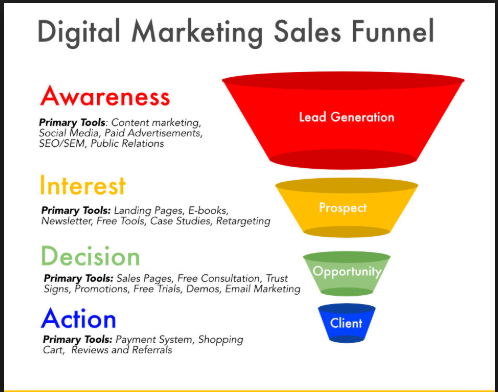 Digital Marketing Sales Funnel
Awareness
Primary Tools: Content marketing,
Social Media, Paid Advertisements,
SEO/SEM, Public Relations
Lead Generation
Interest
Primary Tools: Landing Pages, E-books,
Newsletter, Free Tools, Case Studies, Retargeting
Prospect
Decision
Primary Tools: Sales Pages, Free Consultation, Trust
Signs, Promotions, Free Trials, Demos, Email Marketing
Opportunity
Action
Primary Tools: Payment System, Shopping
Cart, Reviews and Referrals
Client